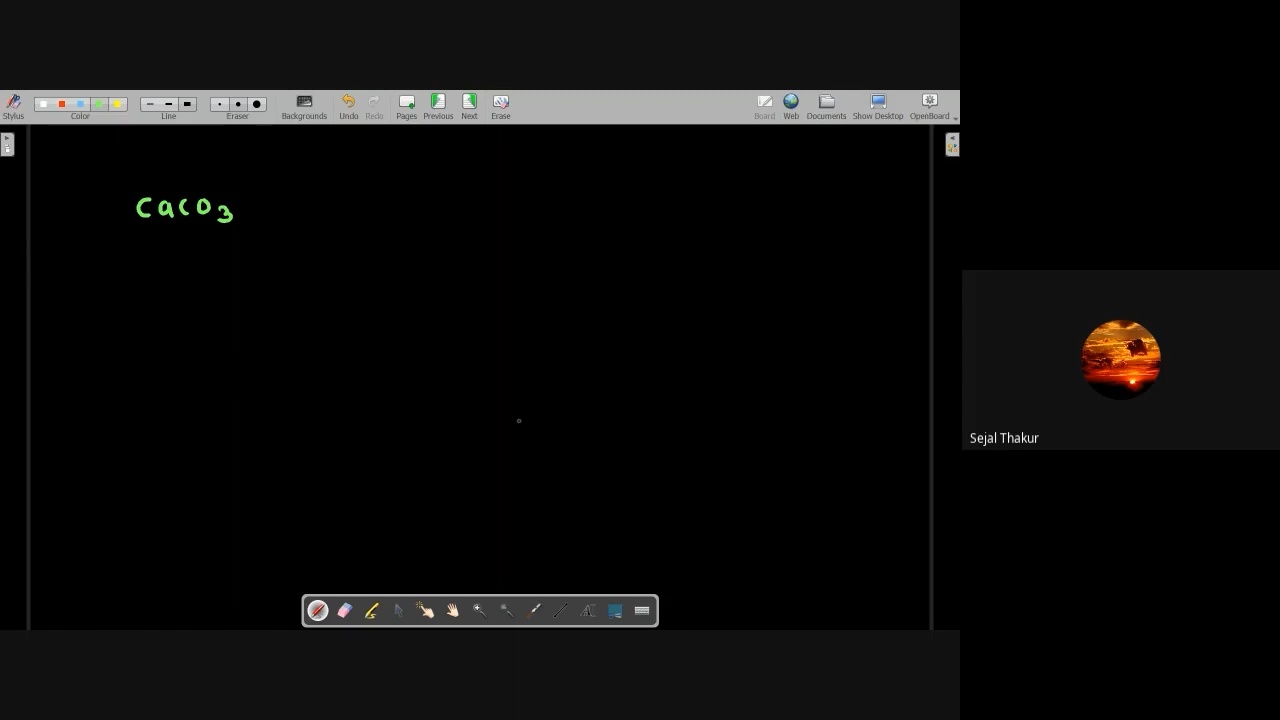 Stylus Color Line Eraser Backgrounds Undo Redo Pages Previous Next Erase Board Web Documents Show Desktop OpenBoard
CaCO3
Sejal Thakur